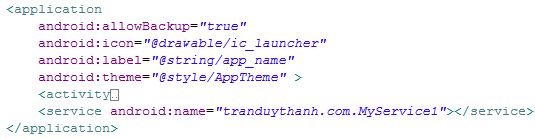 <application
android:allowBackup="true"
android:icon="@drawable/ic_launcher"
android:label="@string/app_name"
android:theme="@style/AppTheme" >
<activity
<service android:name="tranduythanh.com.MyService1"></service>
</application>